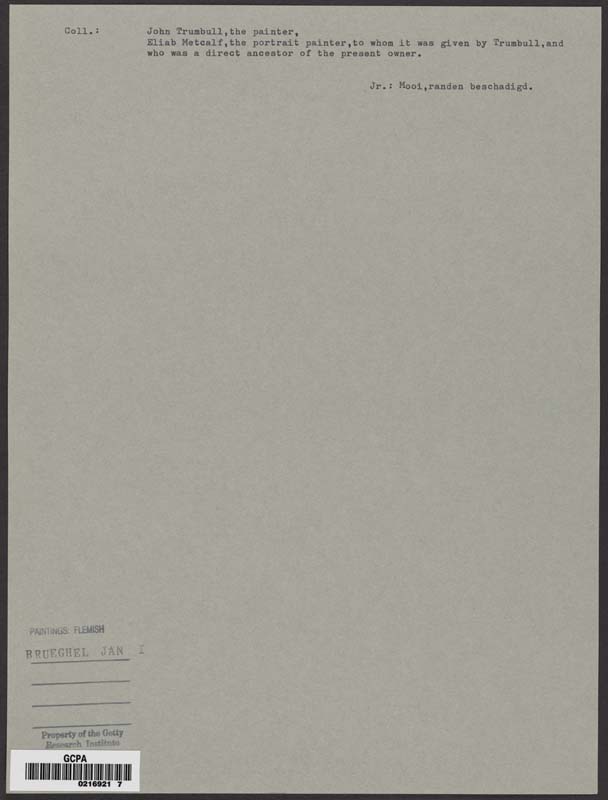 Coll.: John Trumbull,the painter,
Eliab Metcalf,the portrait painter,to whom it was given by Trumbull,and
who was a direct ancestor of the present owner.
Jr.: Mooi,randen beschadigd.
PAINTINGS: FLEMISH
BRUEGHEL JAN I
Property of the Getty
Research Institute
GCPA
0216921 7